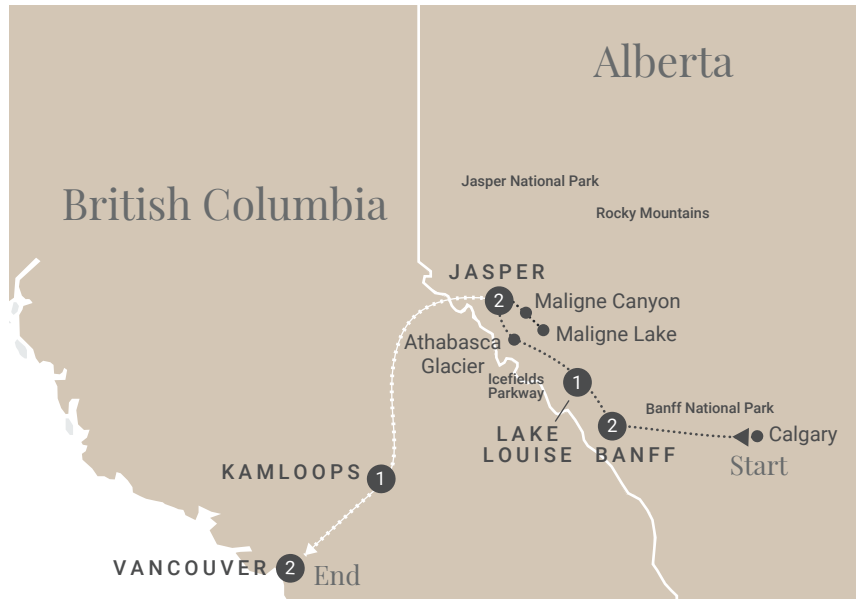 Alberta
Jasper National Park
British Columbia
Rocky Mountains
JASPER
2
Maligne Canyon
Maligne Lake
Athabasca
Glacier
Icefields
Parkway
1
LAKE
LOUISE
2
BANFF
Banff National Park
Calgary
Start
KAMLOOPS
1
VANCOUVER
2
End